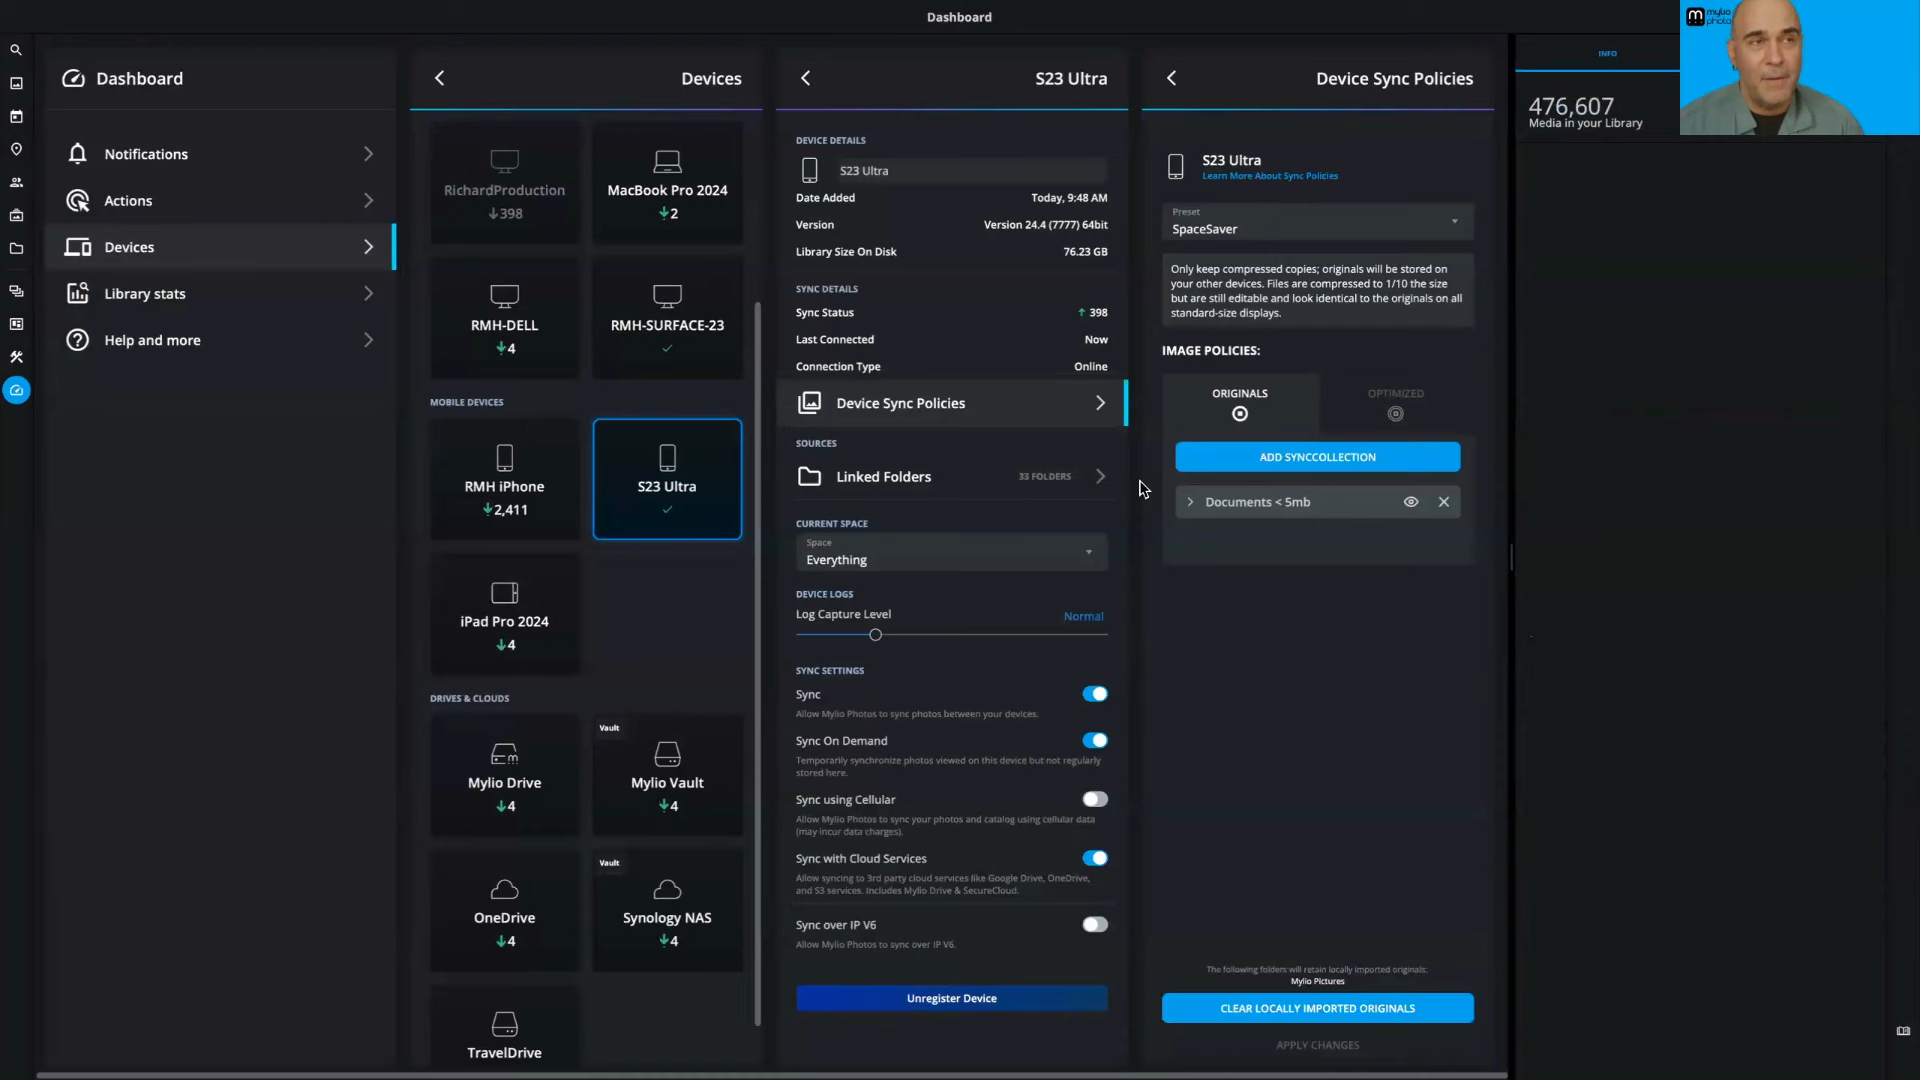 Dashboard
mylio
photos
Dashboard
Notifications
Actions
Devices
Library stats
Help and more
Devices
RichardProduction
↓398
MacBook Pro 2024
↓2
RMH-DELL
↓4
RMH-SURFACE-23
MOBILE DEVICES
RMH iPhone
↓2,411
S23 Ultra
iPad Pro 2024
↓4
DRIVES & CLOUDS
Mylio Drive
↓4
Vault
Mylio Vault
↓4
OneDrive
↓4
Vault
Synology NAS
↓4
TravelDrive
S23 Ultra
DEVICE DETAILS
S23 Ultra
Date Added Today, 9:48 AM
Version Version 24.4 (7777) 64bit
Library Size On Disk 76.23 GB
SYNC DETAILS
Sync Status ↑ 398
Last Connected Now
Connection Type Online
Device Sync Policies
SOURCES
Linked Folders 33 FOLDERS
CURRENT SPACE
Space
Everything
DEVICE LOGS
Log Capture Level Normal
SYNC SETTINGS
Sync
Allow Mylio Photos to sync photos between your devices.
Sync On Demand
Temporarily synchronize photos viewed on this device but not regularly
stored here.
Sync using Cellular
Allow Mylio Photos to sync your photos and catalog using cellular data
(may incur data charges).
Sync with Cloud Services
Allow syncing to 3rd party cloud services like Google Drive, OneDrive,
and S3 services. Includes Mylio Drive & SecureCloud.
Sync over IP V6
Allow Mylio Photos to sync over IP V6.
Unregister Device
Device Sync Policies
S23 Ultra
Learn More About Sync Policies
Preset
SpaceSaver
Only keep compressed copies; originals will be stored on
your other devices. Files are compressed to 1/10 the size
but are still editable and look identical to the originals on all
standard-size displays.
IMAGE POLICIES:
ORIGINALS
OPTIMIZED
ADD SYNCCOLLECTION
Documents < 5mb
The following folders will retain locally imported originals:
Mylio Pictures
CLEAR LOCALLY IMPORTED ORIGINALS
APPLY CHANGES
INFO
476,607
Media in your Library